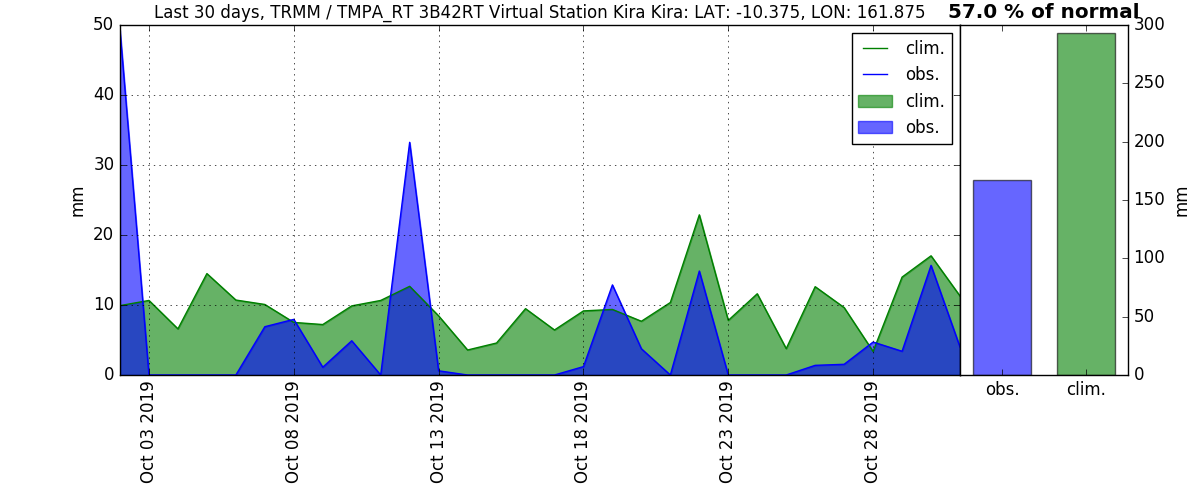 Last 30 days, TRMM / TMPA_RT 3B42RT Virtual Station Kira Kira: LAT: -10.375, LON: 161.875
57.0 % of normal
50
40
30
20
10
0
mm
clim.
obs.
clim.
obs.
300
250
200
150
100
50
0
mm
obs.
clim.
Oct 03 2019
Oct 08 2019
Oct 13 2019
Oct 18 2019
Oct 23 2019
Oct 28 2019